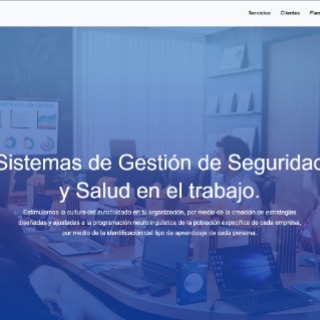 Servicios Clientes
Sistemas de Gestión de Seguridad
y Salud en el trabajo.
Estimulamos la cultura del autocuidado en tu organización, por medio de la creación de estrategias
diseñadas y ajustadas a la programación neurolingüística de la población específica de cada empresa,
por medio de la identificación del tipo de aprendizaje de cada persona.